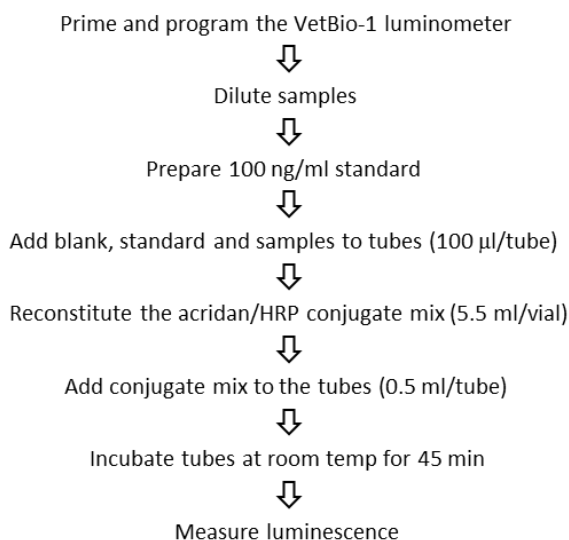 Prime and program the VetBio-1 luminometer
Dilute samples
Prepare 100 ng/ml standard
Add blank, standard and samples to tubes (100 μl/tube)
Reconstitute the acridan/HRP conjugate mix (5.5 ml/vial)
Add conjugate mix to the tubes (0.5 ml/tube)
Incubate tubes at room temp for 45 min
Measure luminescence